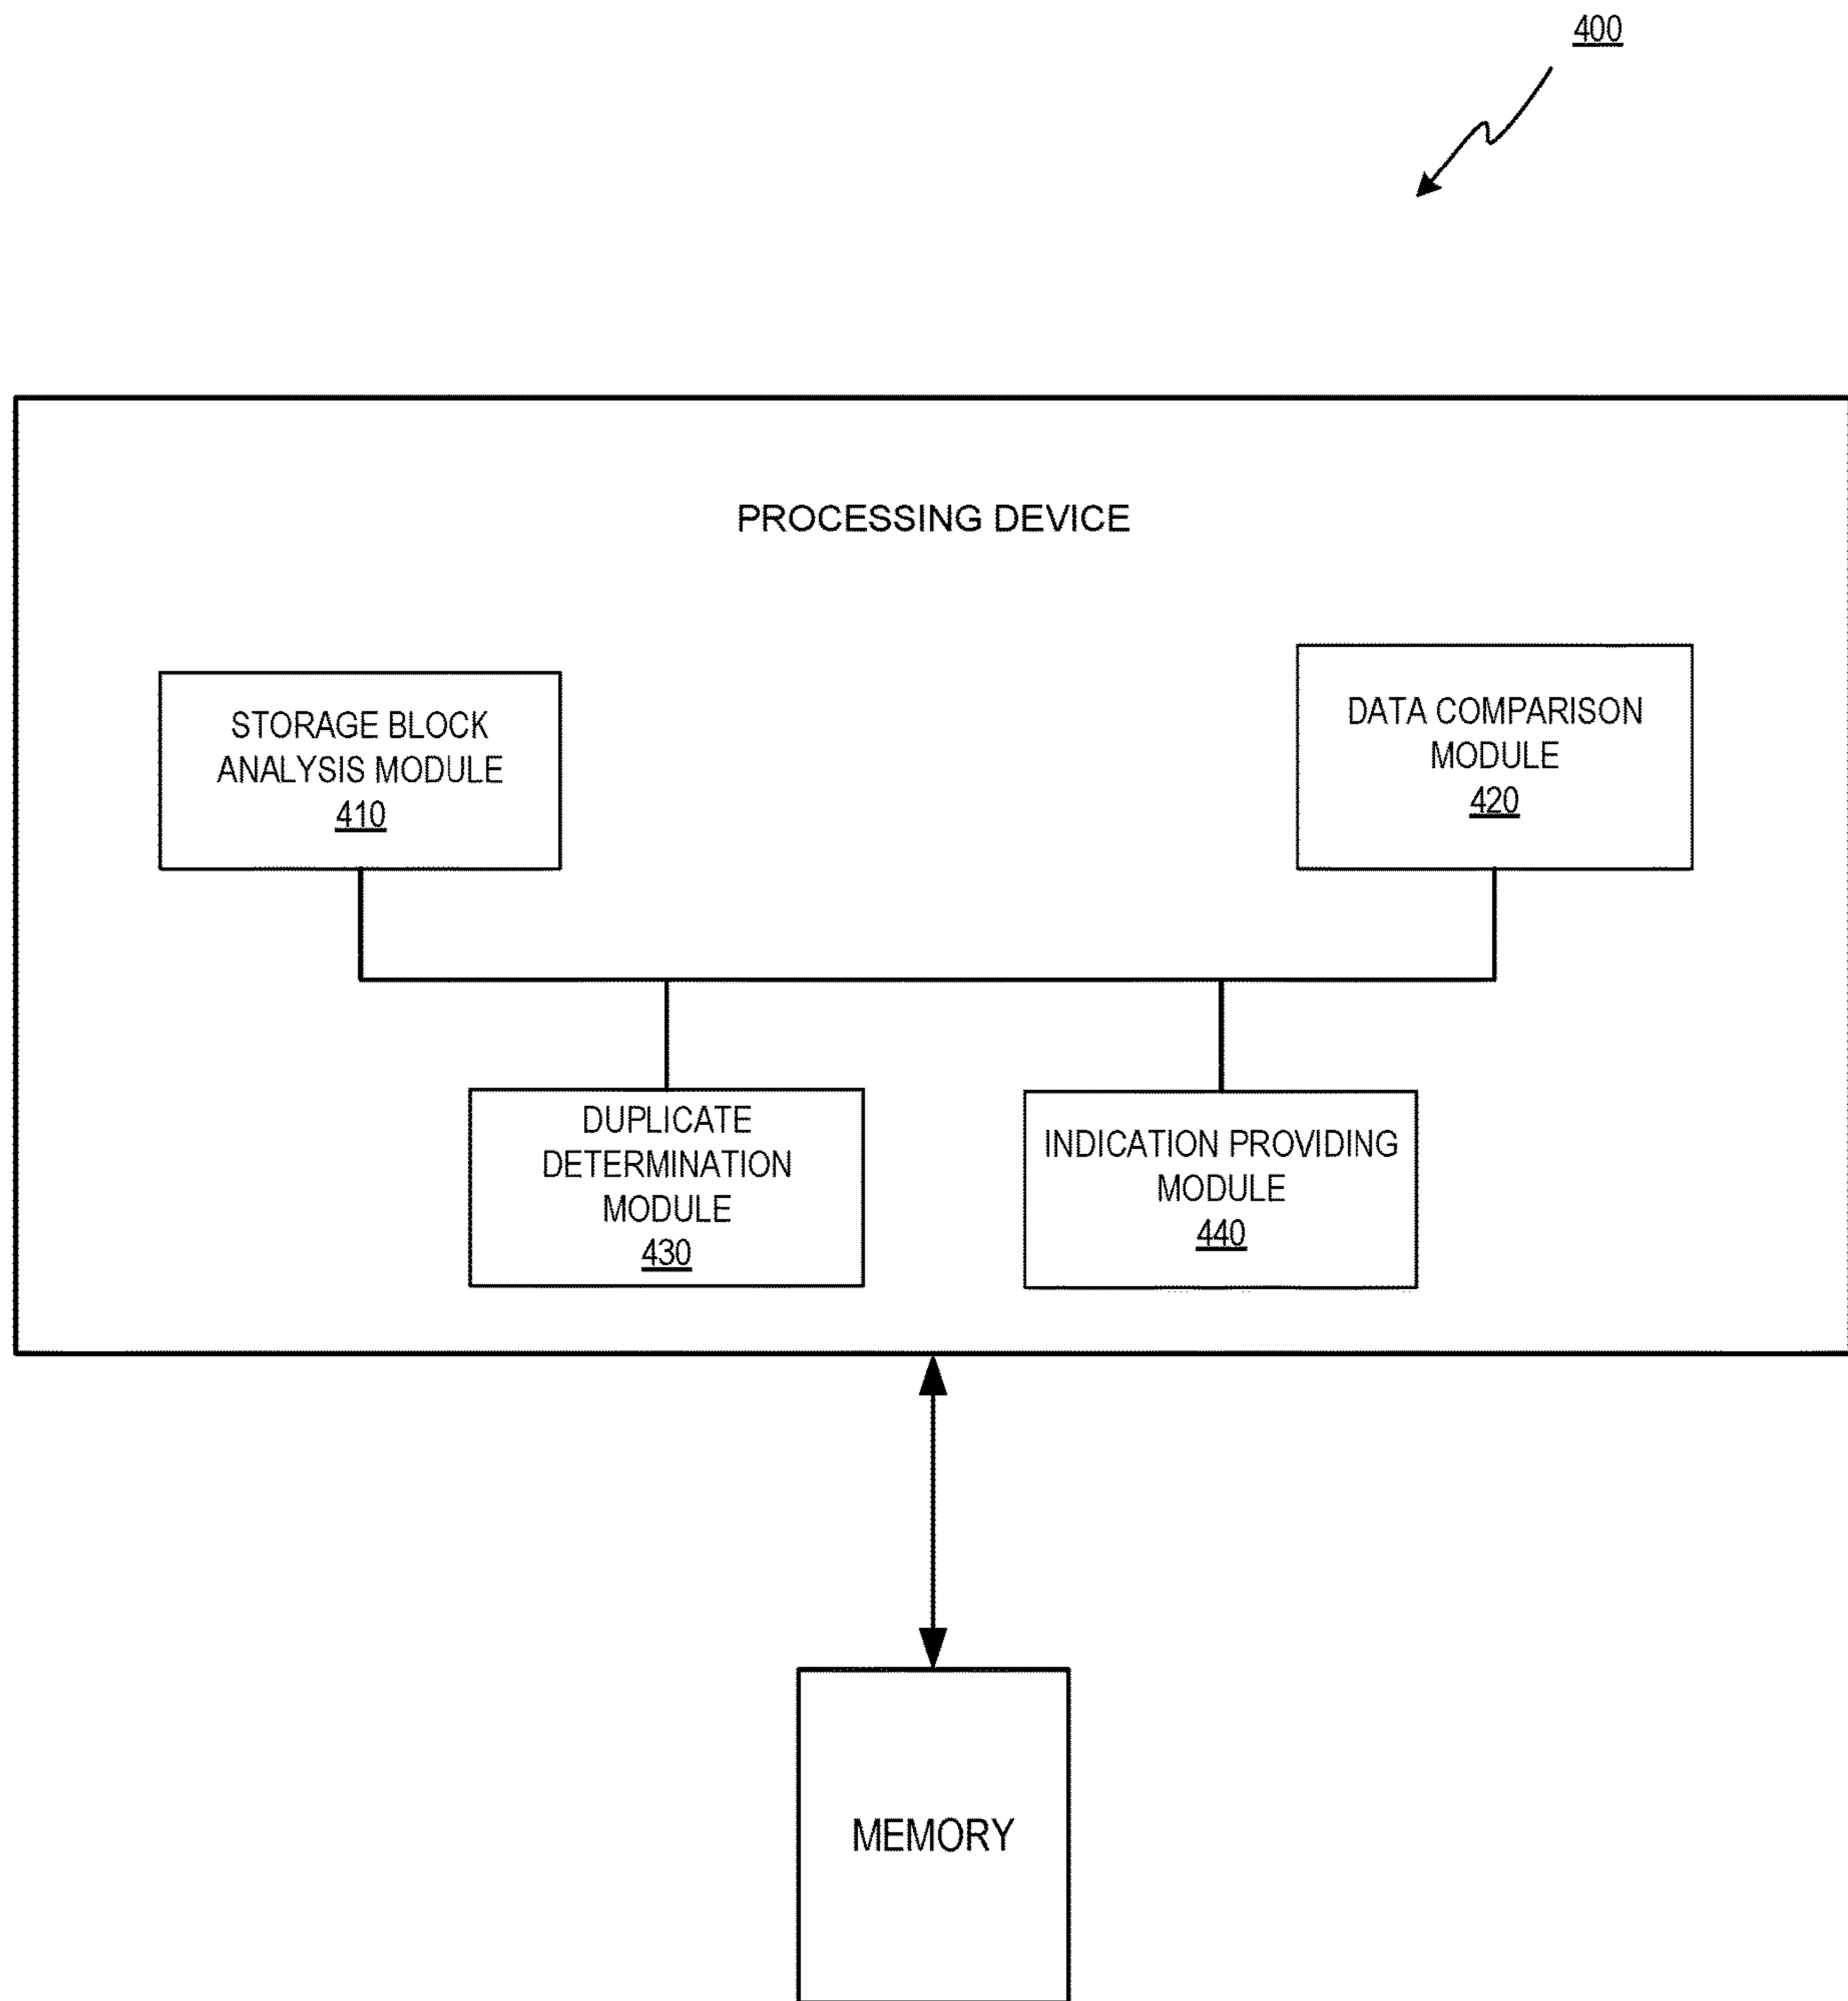 400
PROCESSING DEVICE
STORAGE BLOCK
ANALYSIS MODULE
410
DATA COMPARISON
MODULE
420
DUPLICATE
DETERMINATION
MODULE
430
INDICATION PROVIDING
MODULE
440
MEMORY